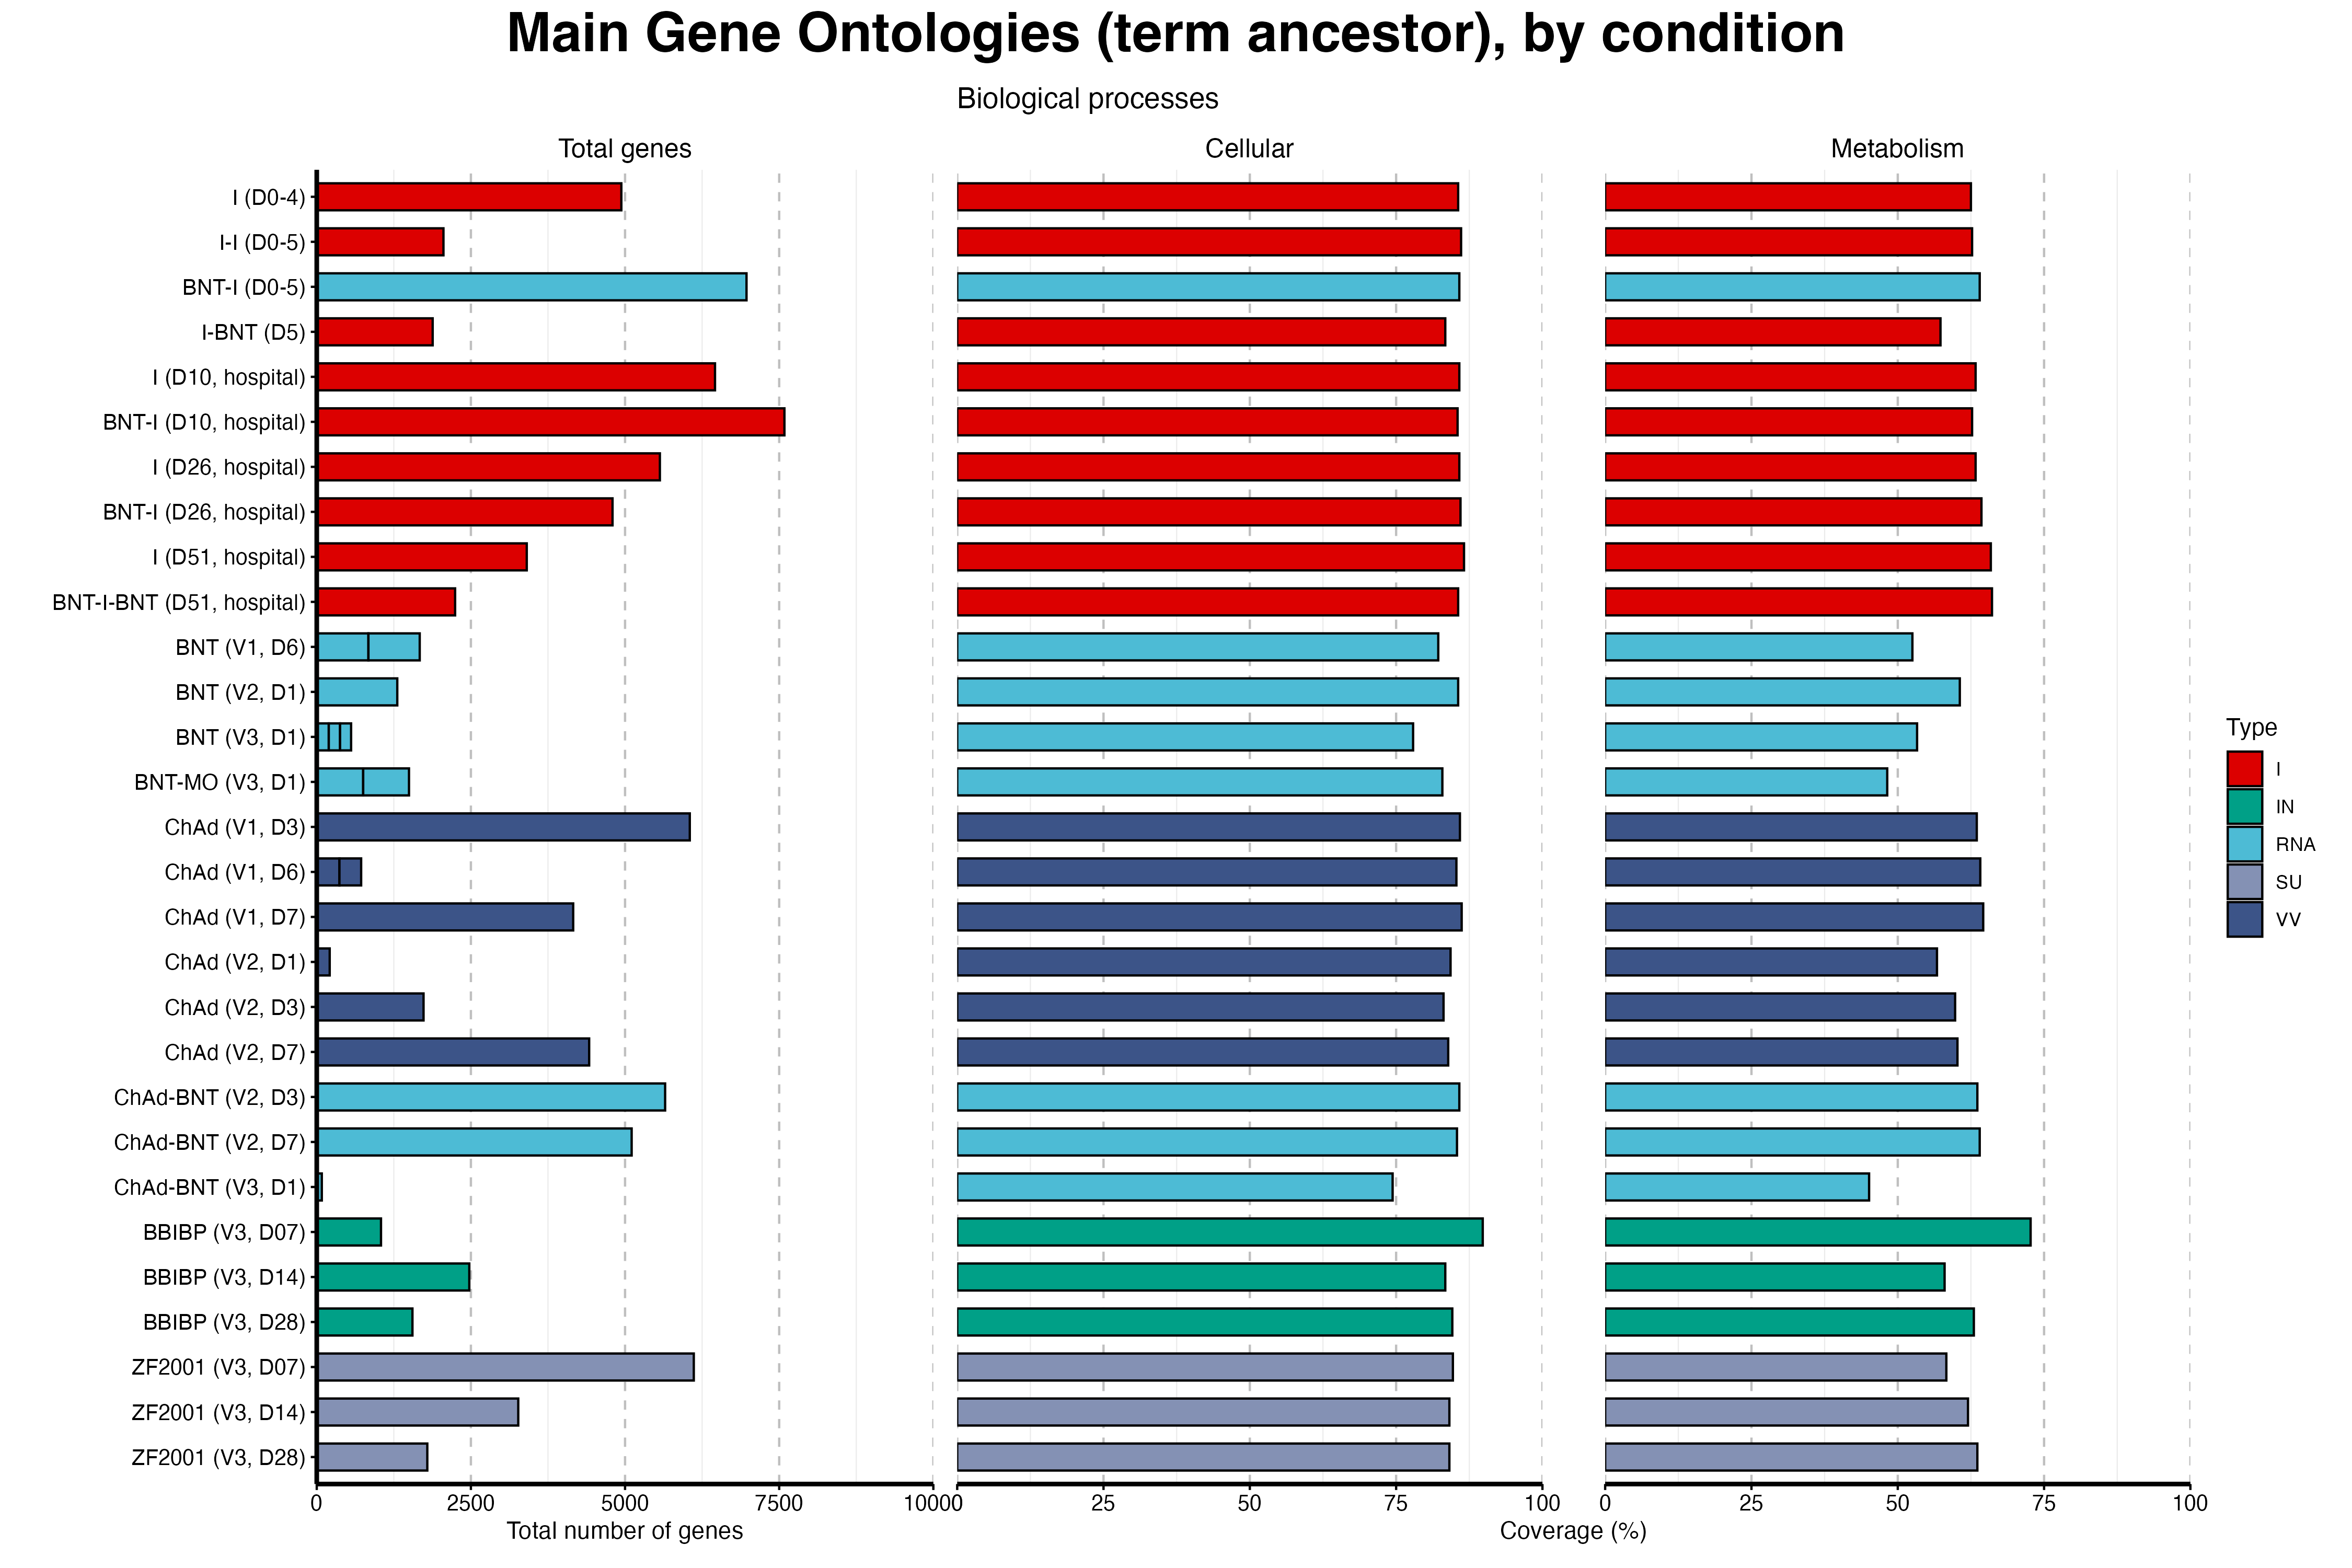 Main Gene Ontologies (term ancestor), by condition
Biological processes
Total genes
Cellular
Metabolism
I (D0-4)
I-I (D0-5)
BNT-I (D0-5)
I-BNT (D5)
I (D10, hospital)
BNT-I (D10, hospital)
I (D26, hospital)
BNT-I (D26, hospital)
I (D51, hospital)
BNT-I-BNT (D51, hospital)
BNT (V1, D6)
BNT (V2, D1)
BNT (V3, D1)
BNT-MO (V3, D1)
ChAd (V1, D3)
ChAd (V1, D6)
ChAd (V1, D7)
ChAd (V2, D1)
ChAd (V2, D3)
ChAd (V2, D7)
ChAd-BNT (V2, D3)
ChAd-BNT (V2, D7)
ChAd-BNT (V3, D1)
BBIBP (V3, D07)
BBIBP (V3, D14)
BBIBP (V3, D28)
ZF2001 (V3, D07)
ZF2001 (V3, D14)
ZF2001 (V3, D28)
0 2500 5000 7500 10000
0 25 50 75 100
0 25 50 75 100
Total number of genes
Coverage (%)
Type
I
IN
RNA
SU
VV